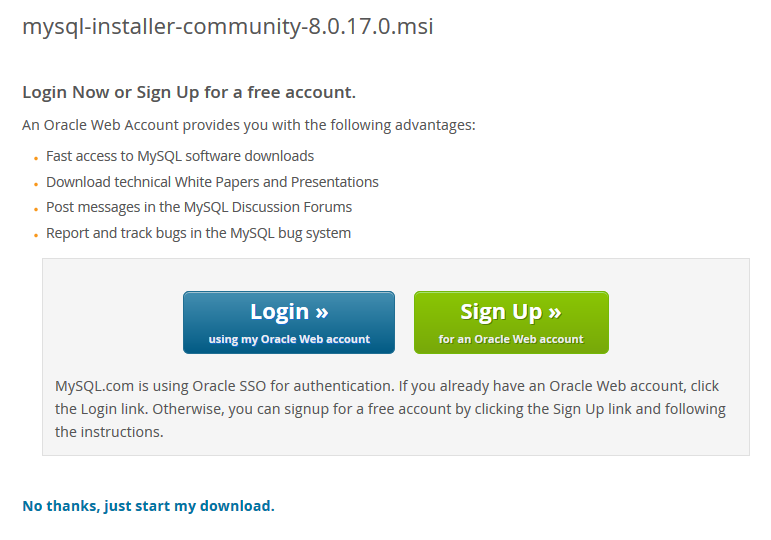 mysql-installer-community-8.0.17.0.msi
Login Now or Sign Up for a free account.
An Oracle Web Account provides you with the following advantages:
Fast access to MySQL software downloads
Download technical White Papers and Presentations
Post messages in the MySQL Discussion Forums
Report and track bugs in the MySQL bug system
Login »
using my Oracle Web account
Sign Up »
for an Oracle Web account
MySQL.com is using Oracle SSO for authentication. If you already have an Oracle Web account, click
the Login link. Otherwise, you can signup for a free account by clicking the Sign Up link and following
the instructions.
No thanks, just start my download.